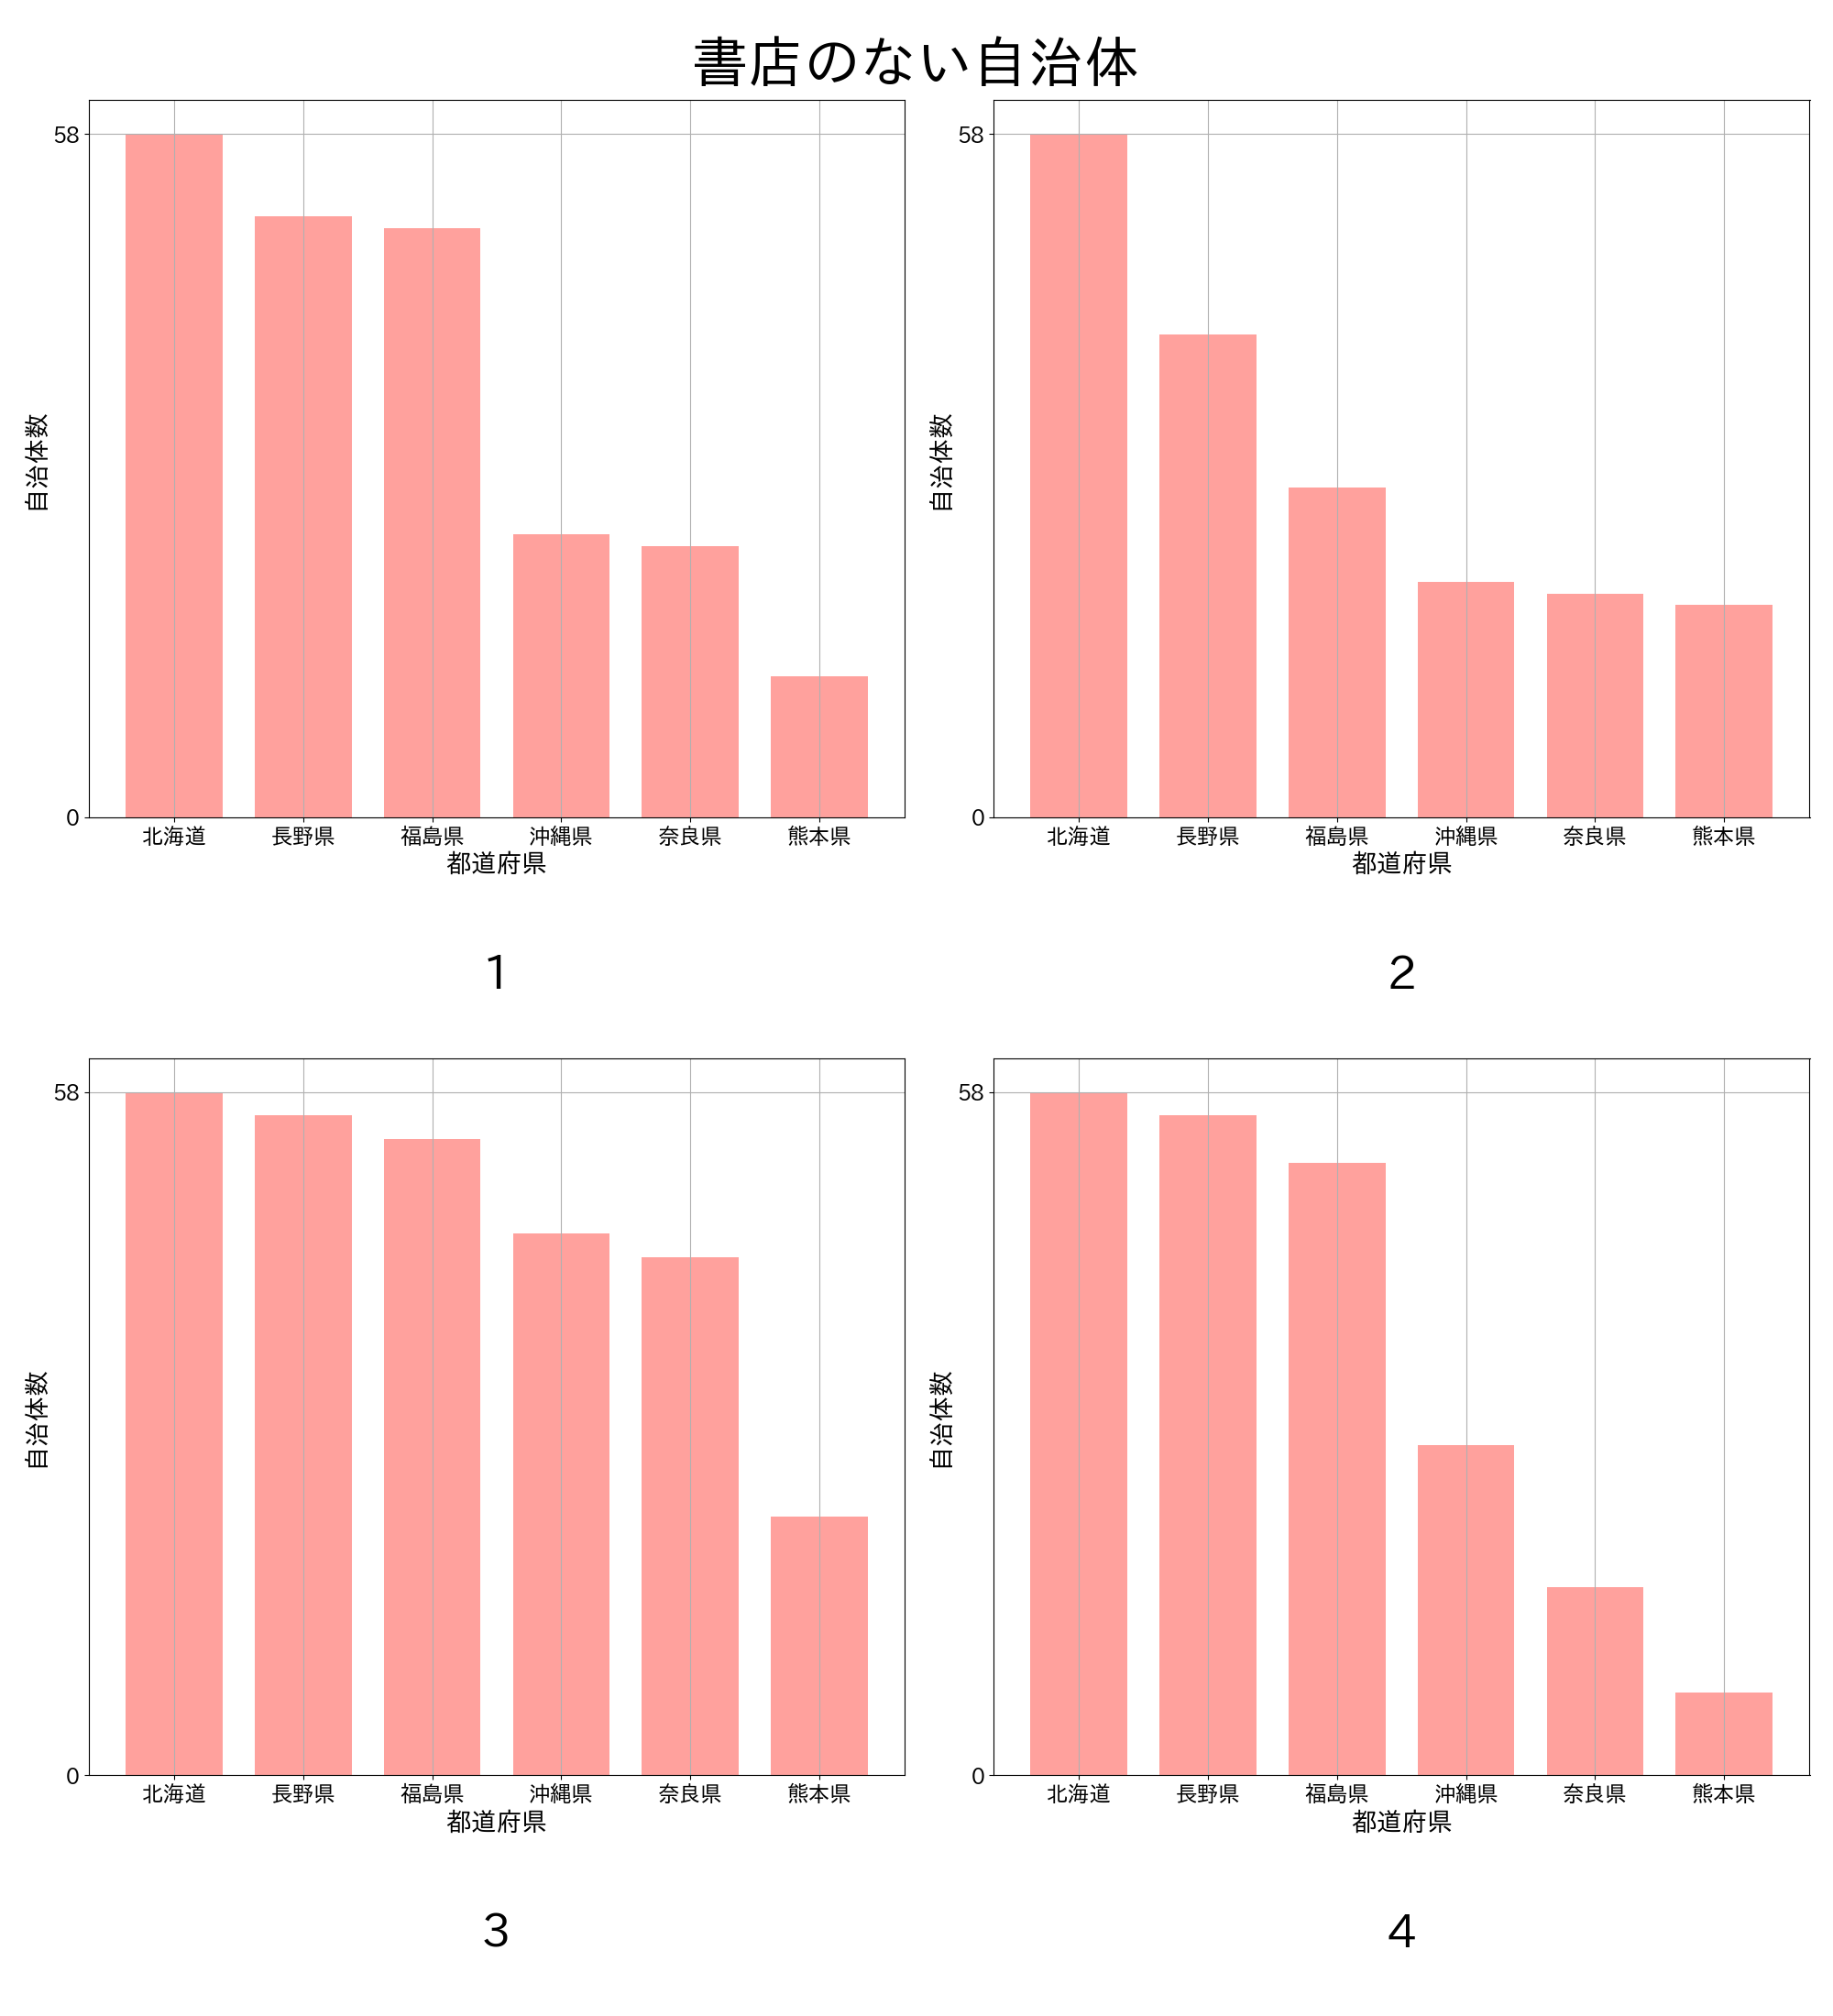 書店のない自治体
58
0
自治体数
北海道 長野県 福島県 沖縄県 奈良県 熊本県
都道府県
1
58
0
自治体数
北海道 長野県 福島県 沖縄県 奈良県 熊本県
都道府県
2
58
0
自治体数
北海道 長野県 福島県 沖縄県 奈良県 熊本県
都道府県
3
58
0
自治体数
北海道 長野県 福島県 沖縄県 奈良県 熊本県
都道府県
4